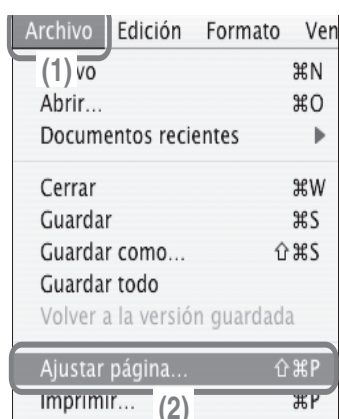 Archivo Edición Formato Ven
(1) vo ⌘N
Abrir... ⌘O
Documentos recientes ▶
Cerrar ⌘W
Guardar ⌘S
Guardar como... ⇧⌘S
Guardar todo
Volver a la versión guardada
Ajustar página... ⇧⌘P
Imprimir... ⌘P
(2)